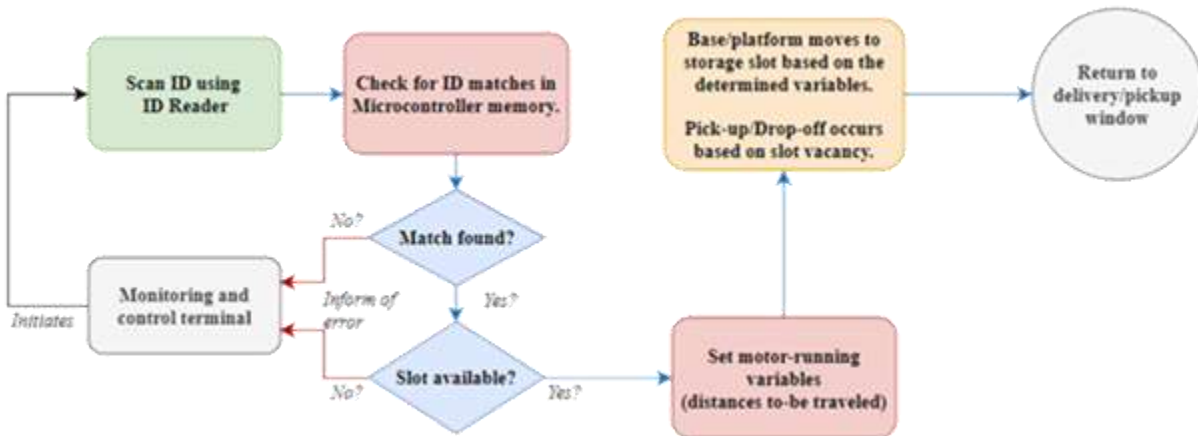 Scan ID using
ID Reader
Check for ID matches in
Microcontroller memory.
Base/platform moves to
storage slot based on the
determined variables.
Pick-up/Drop-off occurs
based on slot vacancy.
Return to
delivery/pickup
window
No?
Match found?
Monitoring and
control terminal
Initiates
Inform of
error
Yes?
No?
Slot available?
Yes?
Set motor-running
variables
(distances to-be traveled)